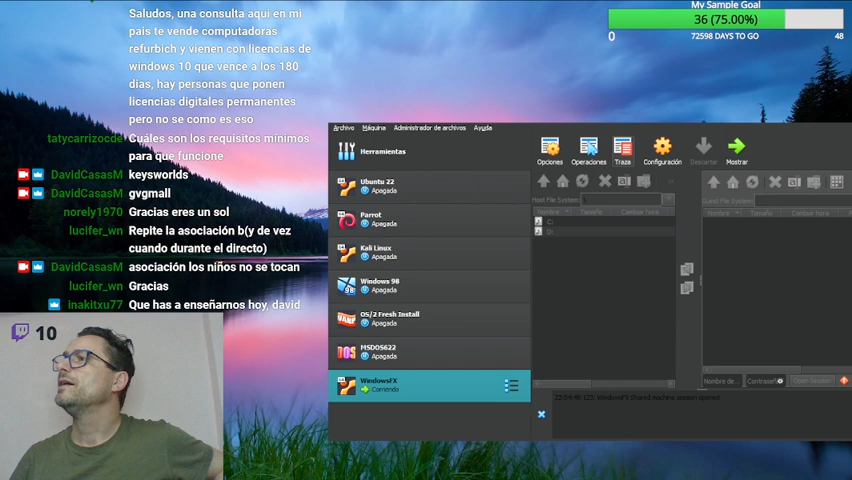 Saludos, una consulta aqui en mi
pais te vende computadoras
refurbich y vienen con licencias de
windows 10 que vence a los 180
dias, hay personas que ponen
licencias digitales permanentes
pero no se como es eso
tatycarrizocde Cuáles son los requisitos mínimos
para que funcione
DavidCasasM keysworlds
DavidCasasM gvgmall
norely1970 Gracias eres un sol
lucifer_wn Repite la asociación b(y de vez
cuando durante el directo)
DavidCasasM asociación los niños no se tocan
lucifer_wn Gracias
inakitxu77 Que has a enseñarnos hoy, david
10
My Sample Goal
36 (75.00%)
0 72598 DAYS TO GO 48
Archivo Máquina Administrador de archivos Ayuda
Herramientas
Opciones Operaciones Traza Configuración Descartar Mostrar
Ubuntu 22
Apagada
Parrot
Apagada
Kali Linux
Apagada
Windows 98
Apagada
OS/2 Fresh Install
Apagada
MSDOS622
Apagada
WindowsFX
Corriendo
Host File System: \
Nombre Tamaño Cambiar hora
C:
D:
Guest File System:
Nombre Tamaño Cambiar hora
Nombre de... Contraseñ Open Session